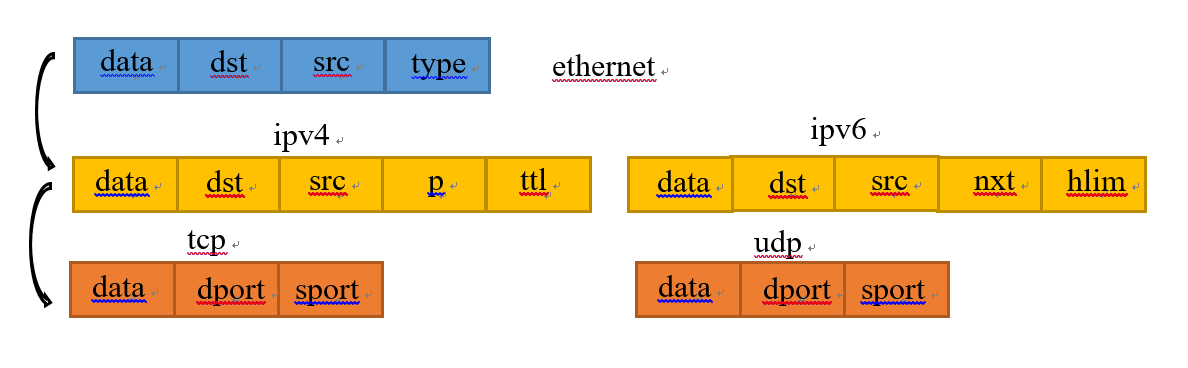 data dst src type ethernet
ipv4 ipv6
data dst src p ttl data dst src nxt hlim
tcp udp
data dport sport data dport sport